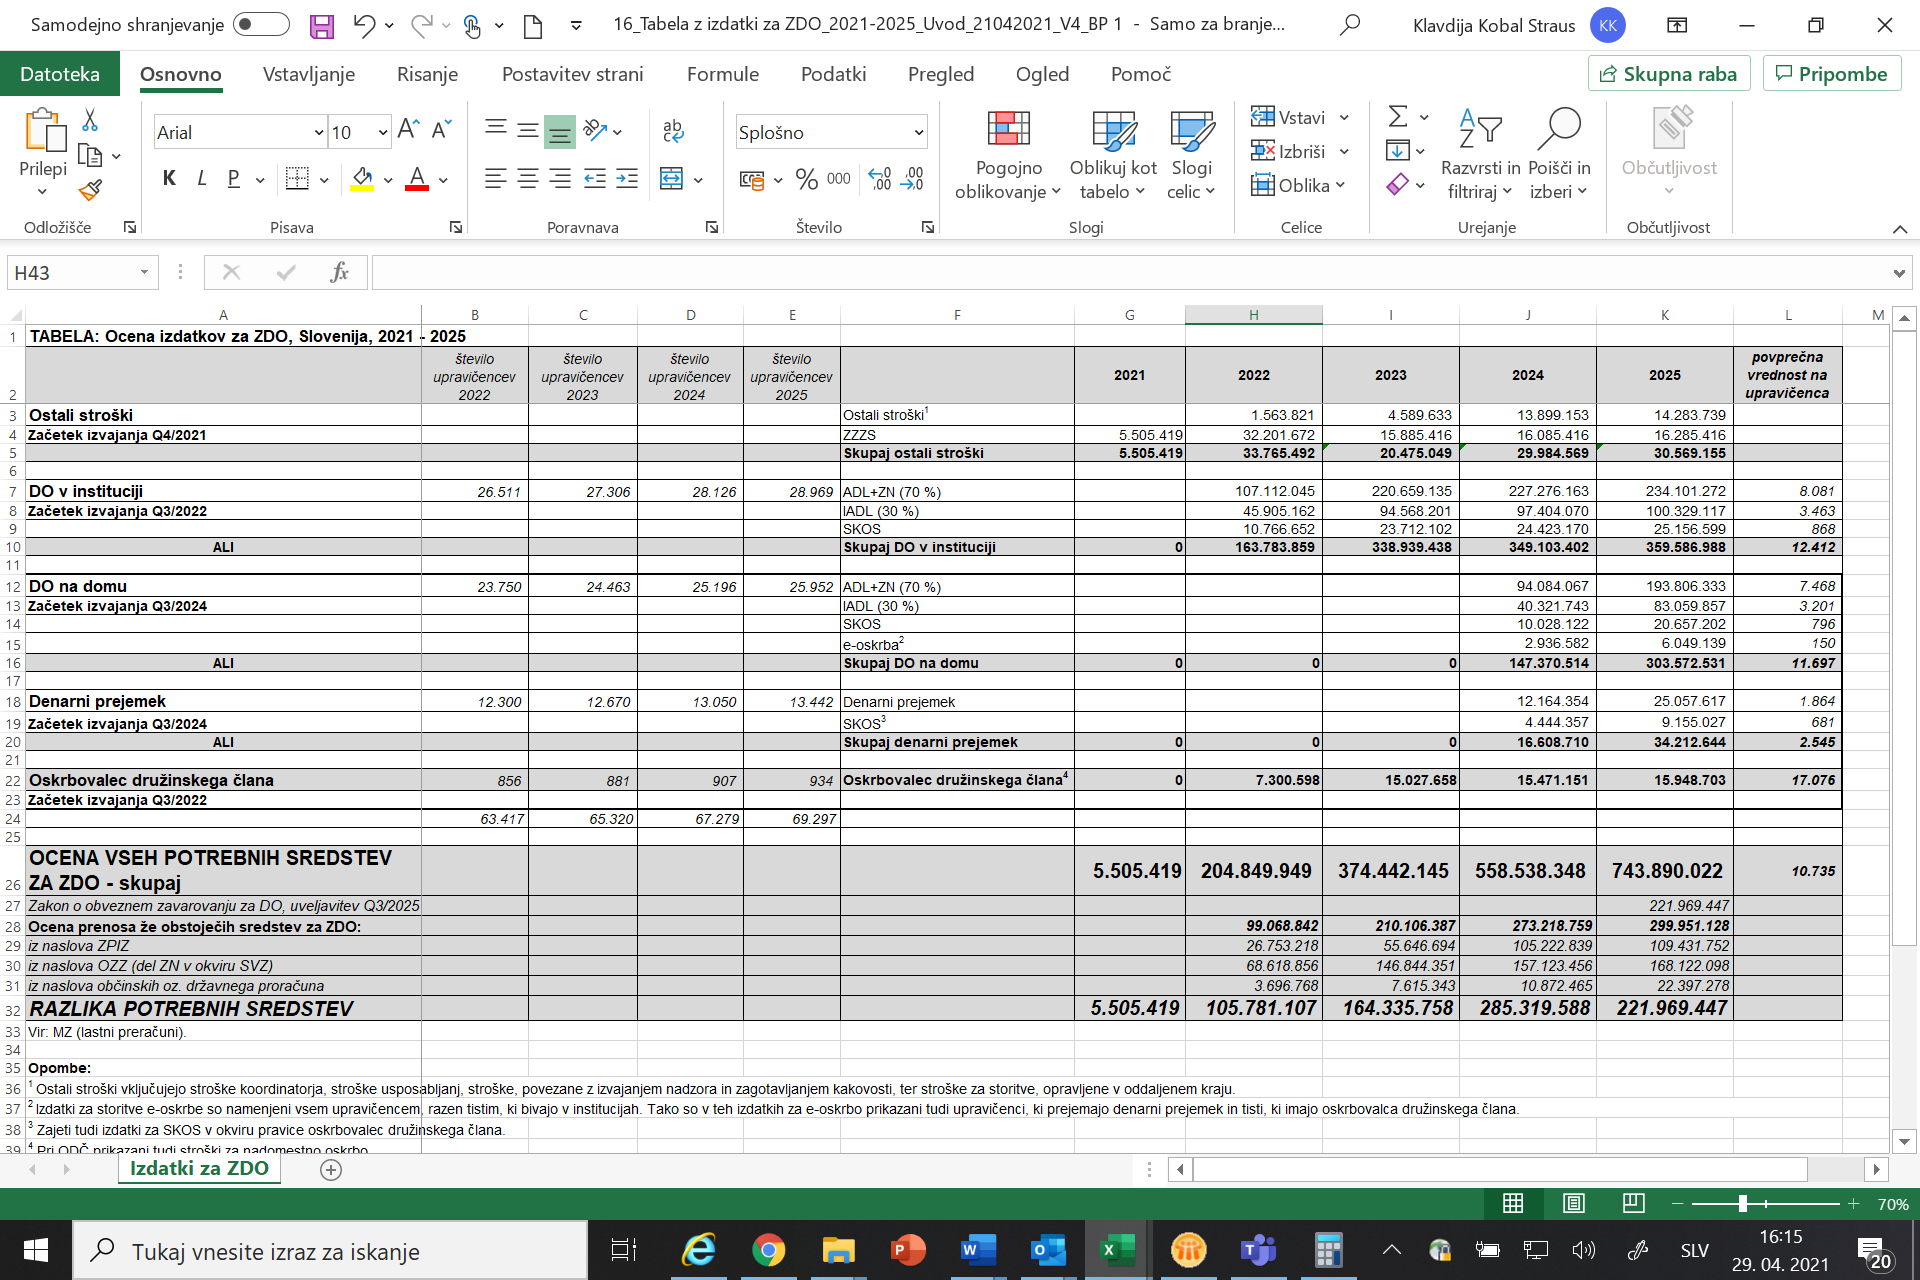 Samodejno shranjevanje 16_Tabela z izdatki za ZDO_2021-2025_Uvod_21042021_V4_BP 1 - Samo za branje... Klavdija Kobal Straus KK
Datoteka Osnovno Vstavljanje Risanje Postavitev strani Formule Podatki Pregled Ogled Pomoč Skupna raba Pripombe
Prilepi Arial 10 A A ab c Splošno Pogojno oblikovanje Oblikuj kot tabelo Slogi celic Vstavi Izbriši Oblika Razvrsti in filtriraj Poišči in izberi Občutljivost
K L P A % 000
Odložišče Pisava Poravnava Število Slogi Celice Urejanje Občutljivost
H43 fx
A B C D E F G H I J K L M
1 TABELA: Ocena izdatkov za ZDO, Slovenija, 2021 - 2025
2 število upravičencev 2022 število upravičencev 2023 število upravičencev 2024 število upravičencev 2025 2021 2022 2023 2024 2025 povprečna vrednost na upravičenca
3 Ostali stroški Ostali stroški1 1.563.821 4.589.633 13.899.153 14.283.739
4 Začetek izvajanja Q4/2021 ZZZS 5.505.419 32.201.672 15.885.416 16.085.416 16.285.416
5 Skupaj ostali stroški 5.505.419 33.765.492 20.475.049 29.984.569 30.569.155
6
7 DO v instituciji 26.511 27.306 28.126 28.969 ADL+ZN (70 %) 107.112.045 220.659.135 227.276.163 234.101.272 8.081
8 Začetek izvajanja Q3/2022 IADL (30 %) 45.905.162 94.568.201 97.404.070 100.329.117 3.463
9 SKOS 10.766.652 23.712.102 24.423.170 25.156.599 868
10 ALI Skupaj DO v instituciji 0 163.783.859 338.939.438 349.103.402 359.586.988 12.412
11
12 DO na domu 23.750 24.463 25.196 25.952 ADL+ZN (70 %) 94.084.067 193.806.333 7.468
13 Začetek izvajanja Q3/2024 IADL (30 %) 40.321.743 83.059.857 3.201
14 SKOS 10.028.122 20.657.202 796
15 e-oskrba2 2.936.582 6.049.139 150
16 ALI Skupaj DO na domu 0 0 0 147.370.514 303.572.531 11.697
17
18 Denarni prejemek 12.300 12.670 13.050 13.442 Denarni prejemek 12.164.354 25.057.617 1.864
19 Začetek izvajanja Q3/2024 SKOS3 4.444.357 9.155.027 681
20 ALI Skupaj denarni prejemek 0 0 0 16.608.710 34.212.644 2.545
21
22 Oskrbovalec družinskega člana 856 881 907 934 Oskrbovalec družinskega člana4 0 7.300.598 15.027.658 15.471.151 15.948.703 17.076
23 Začetek izvajanja Q3/2022
24 63.417 65.320 67.279 69.297
25
26 OCENA VSEH POTREBNIH SREDSTEV ZA ZDO - skupaj 5.505.419 204.849.949 374.442.145 558.538.348 743.890.022 10.735
27 Zakon o obveznem zavarovanju za DO, uveljavitev Q3/2025 221.969.447
28 Ocena prenosa že obstoječih sredstev za ZDO: 99.068.842 210.106.387 273.218.759 299.951.128
29 iz naslova ZPIZ 26.753.218 55.646.694 105.222.839 109.431.752
30 iz naslova OZZ (del ZN v okviru SVZ) 68.618.856 146.844.351 157.123.456 168.122.098
31 iz naslova občinskih oz. državnega proračuna 3.696.768 7.615.343 10.872.465 22.397.278
32 RAZLIKA POTREBNIH SREDSTEV 5.505.419 105.781.107 164.335.758 285.319.588 221.969.447
33 Vir: MZ (lastni preračuni).
34
35 Opombe:
36 1 Ostali stroški vključujejo stroške koordinatorja, stroške usposabljanj, stroške, povezane z izvajanjem nadzora in zagotavljanjem kakovosti, ter stroške za storitve, opravljene v oddaljenem kraju.
37 2 Izdatki za storitve e-oskrbe so namenjeni vsem upravičencem, razen tistim, ki bivajo v institucijah. Tako so v teh izdatkih za e-oskrbo prikazani tudi upravičenci, ki prejemajo denarni prejemek in tisti, ki imajo oskrbovalca družinskega člana.
38 3 Zajeti tudi izdatki za SKOS v okviru pravice oskrbovalec družinskega člana.
39 4 Pri ODČ prikazani tudi stroški za nadomestno oskrbo.
Izdatki za ZDO
70%
Tukaj vnesite izraz za iskanje SLV 16:15
29. 04. 2021 20